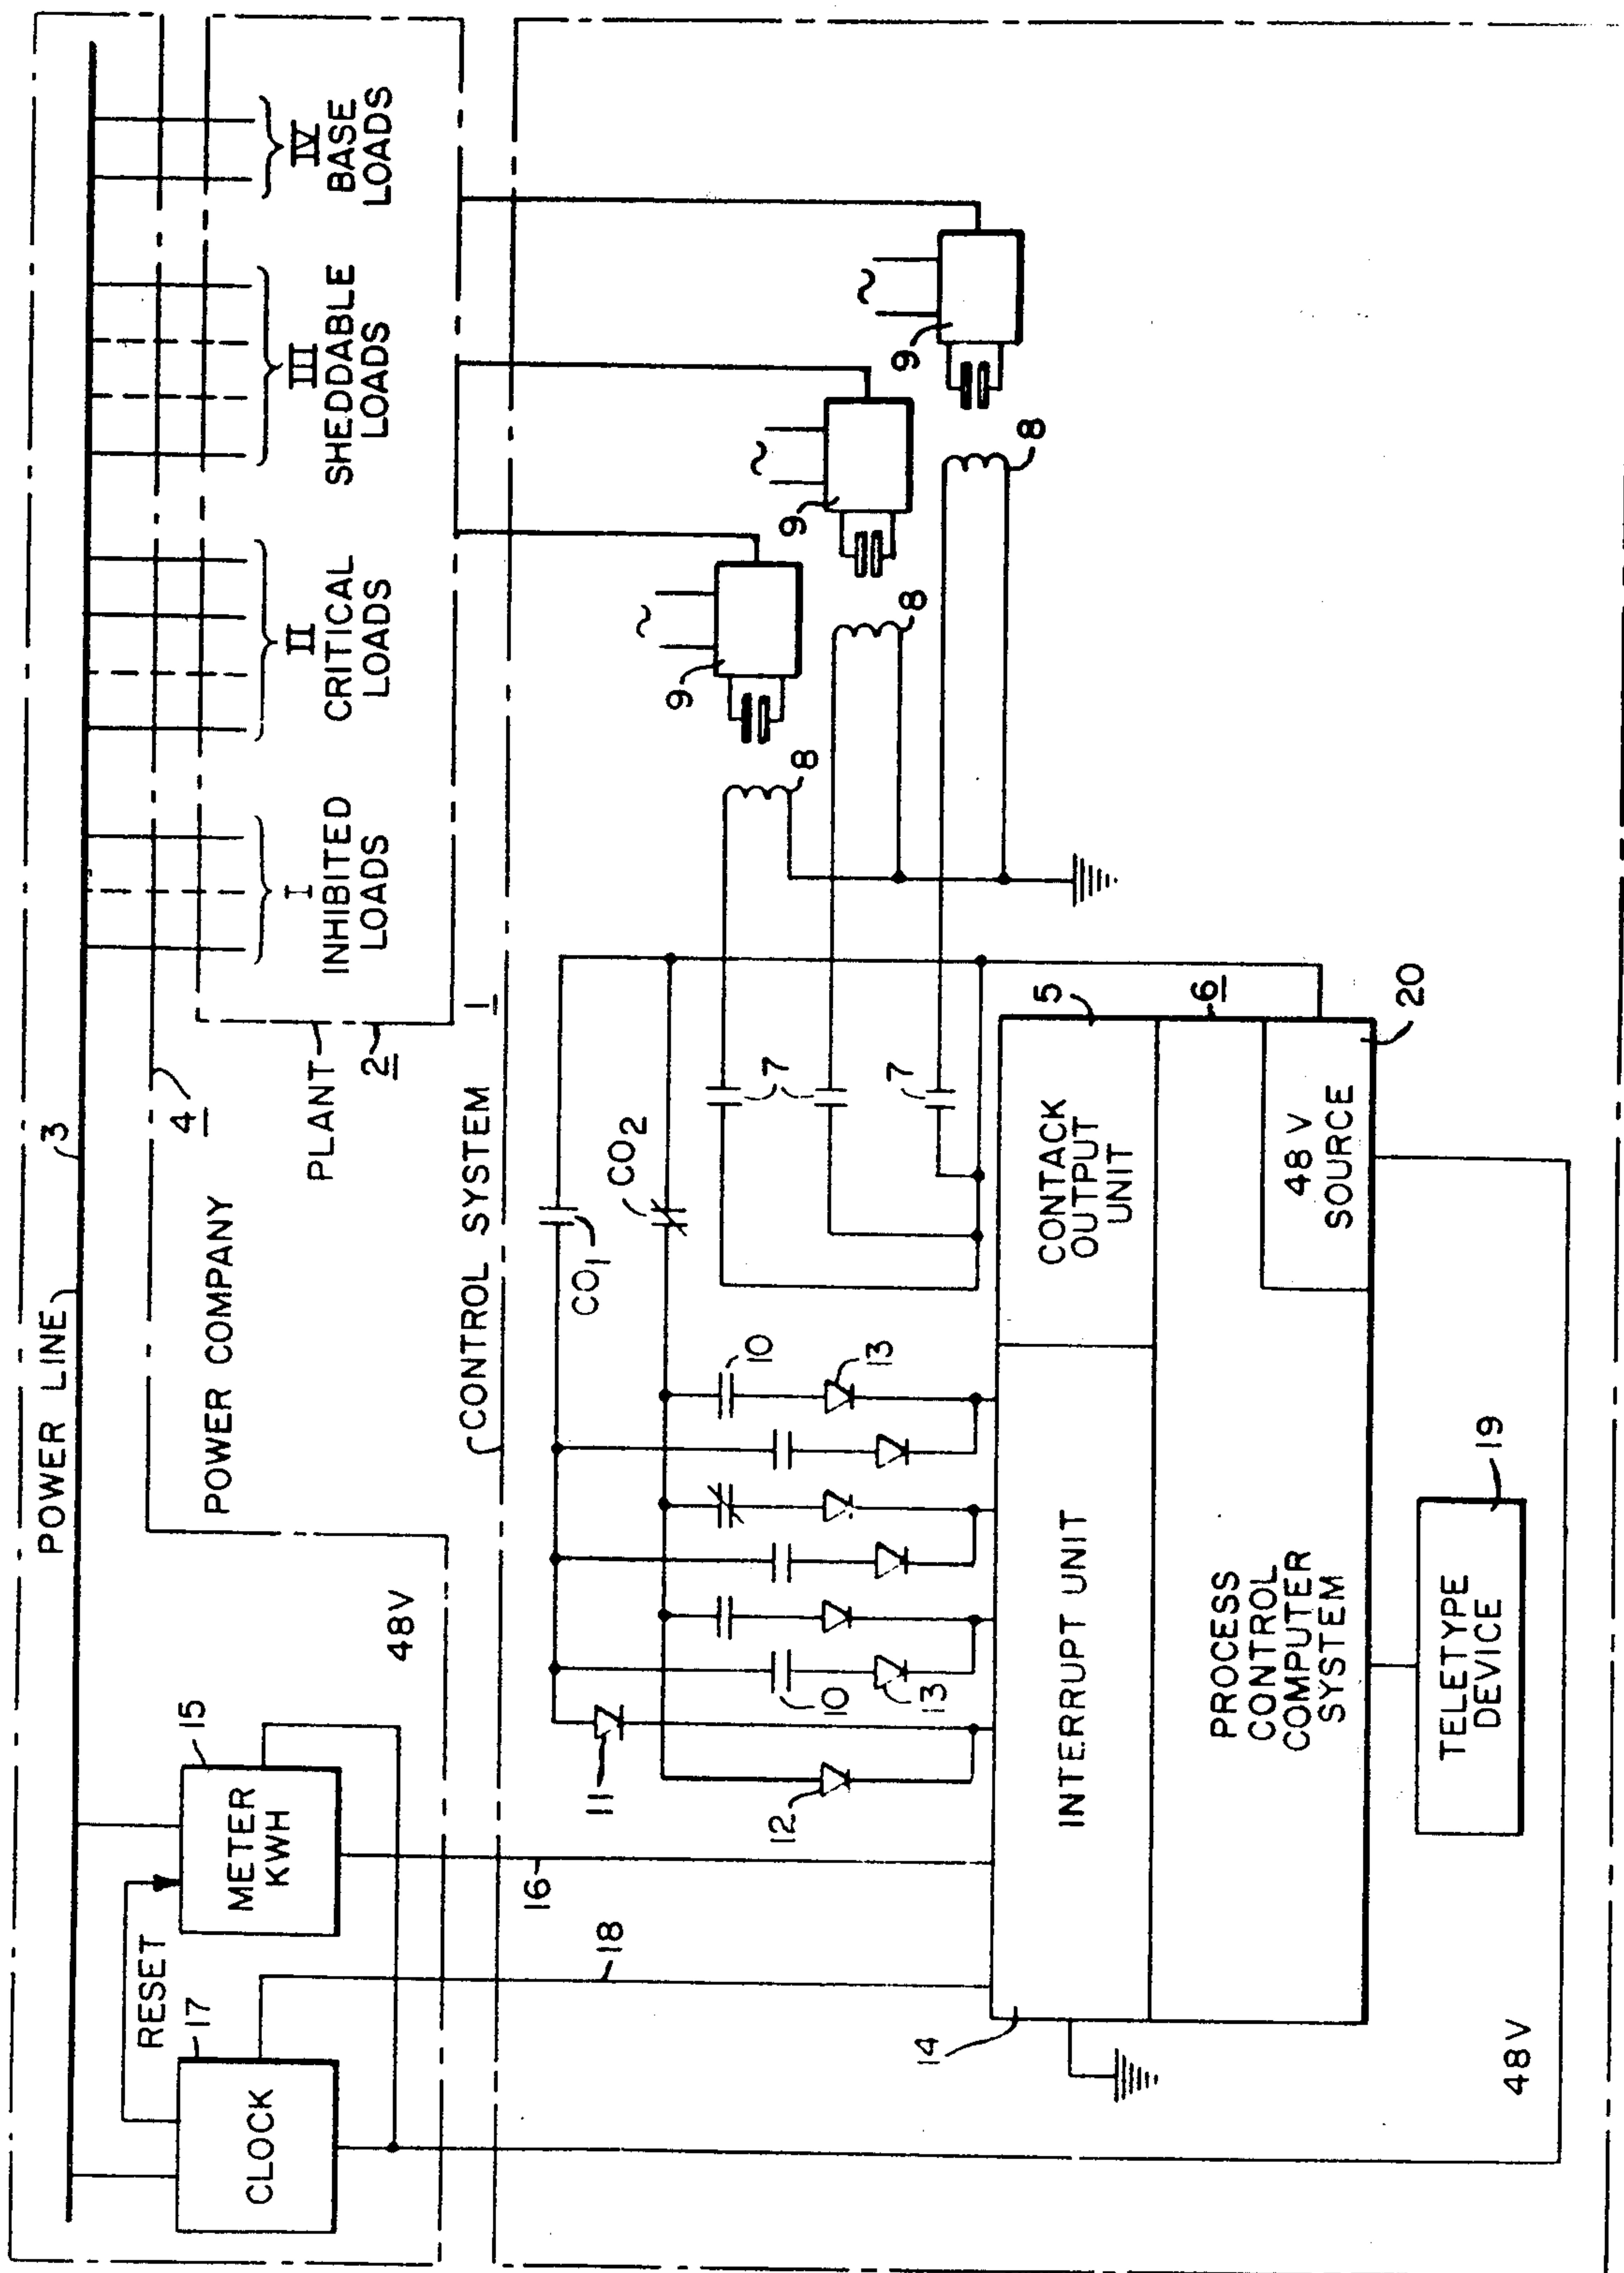 POWER LINE
3
RESET
17
CLOCK
15
METER
KWH
48V
POWER COMPANY
4
PLANT
2
I
INHIBITED
LOADS
II
CRITICAL
LOADS
III
SHEDDABLE
LOADS
IV
BASE
LOADS
CONTROL SYSTEM
1
18
16
11
12
10
13
10
13
CO1
CO2
7
7
8
8
8
9
9
9
~
~
~
14
INTERRUPT UNIT
CONTACK
OUTPUT
UNIT
5
6
PROCESS
CONTROL
COMPUTER
SYSTEM
48 V
SOURCE
20
TELETYPE
DEVICE
19
48V